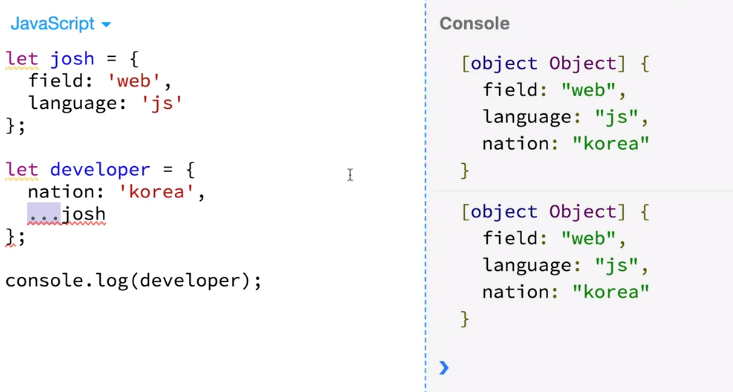 JavaScript
let josh = {
field: 'web',
language: 'js'
};
let developer = {
nation: 'korea',
...josh
};
console.log(developer);
Console
[object Object] {
field: "web",
language: "js",
nation: "korea"
}
[object Object] {
field: "web",
language: "js",
nation: "korea"
}